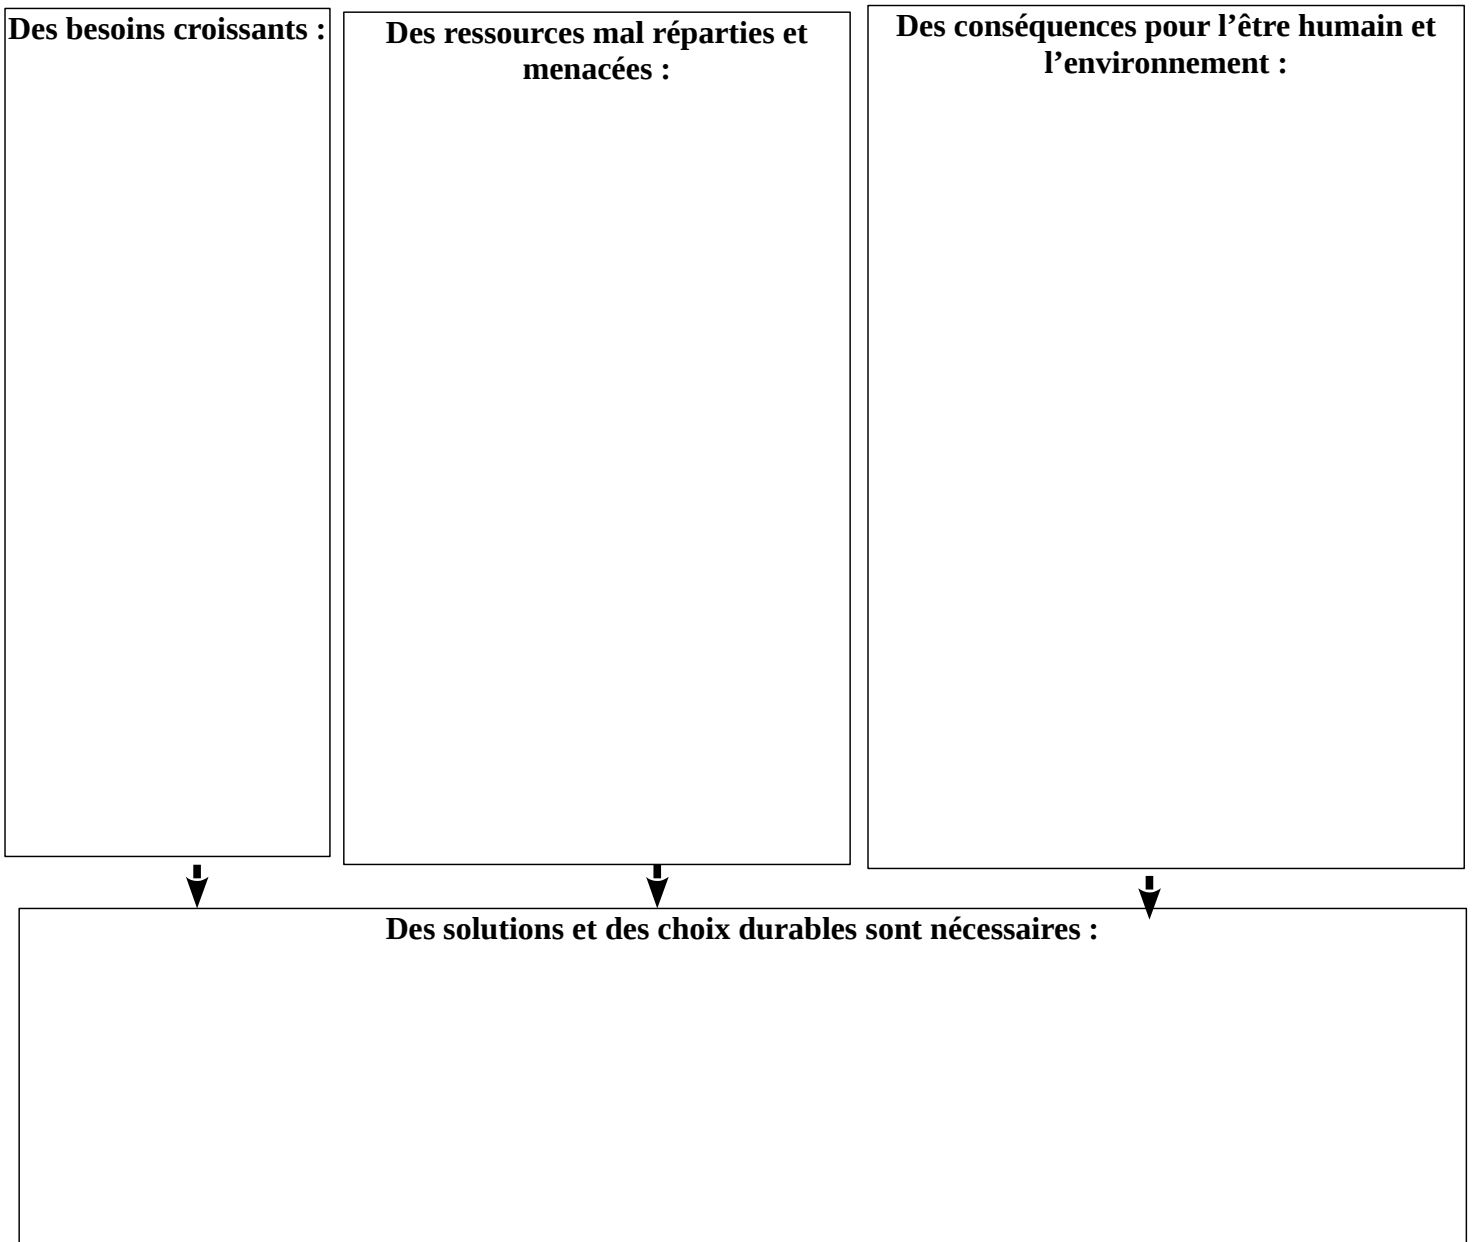 Des besoins croissants :
Des ressources mal réparties et
menacées :
Des conséquences pour l’être humain et
l’environnement :
Des solutions et des choix durables sont nécessaires :